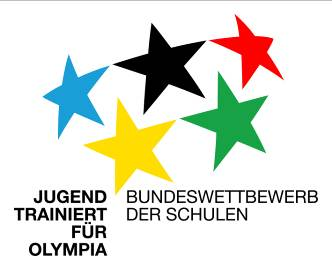 JUGEND
TRAINIERT
FÜR
OLYMPIA
BUNDESWETTBEWERB
DER SCHULEN